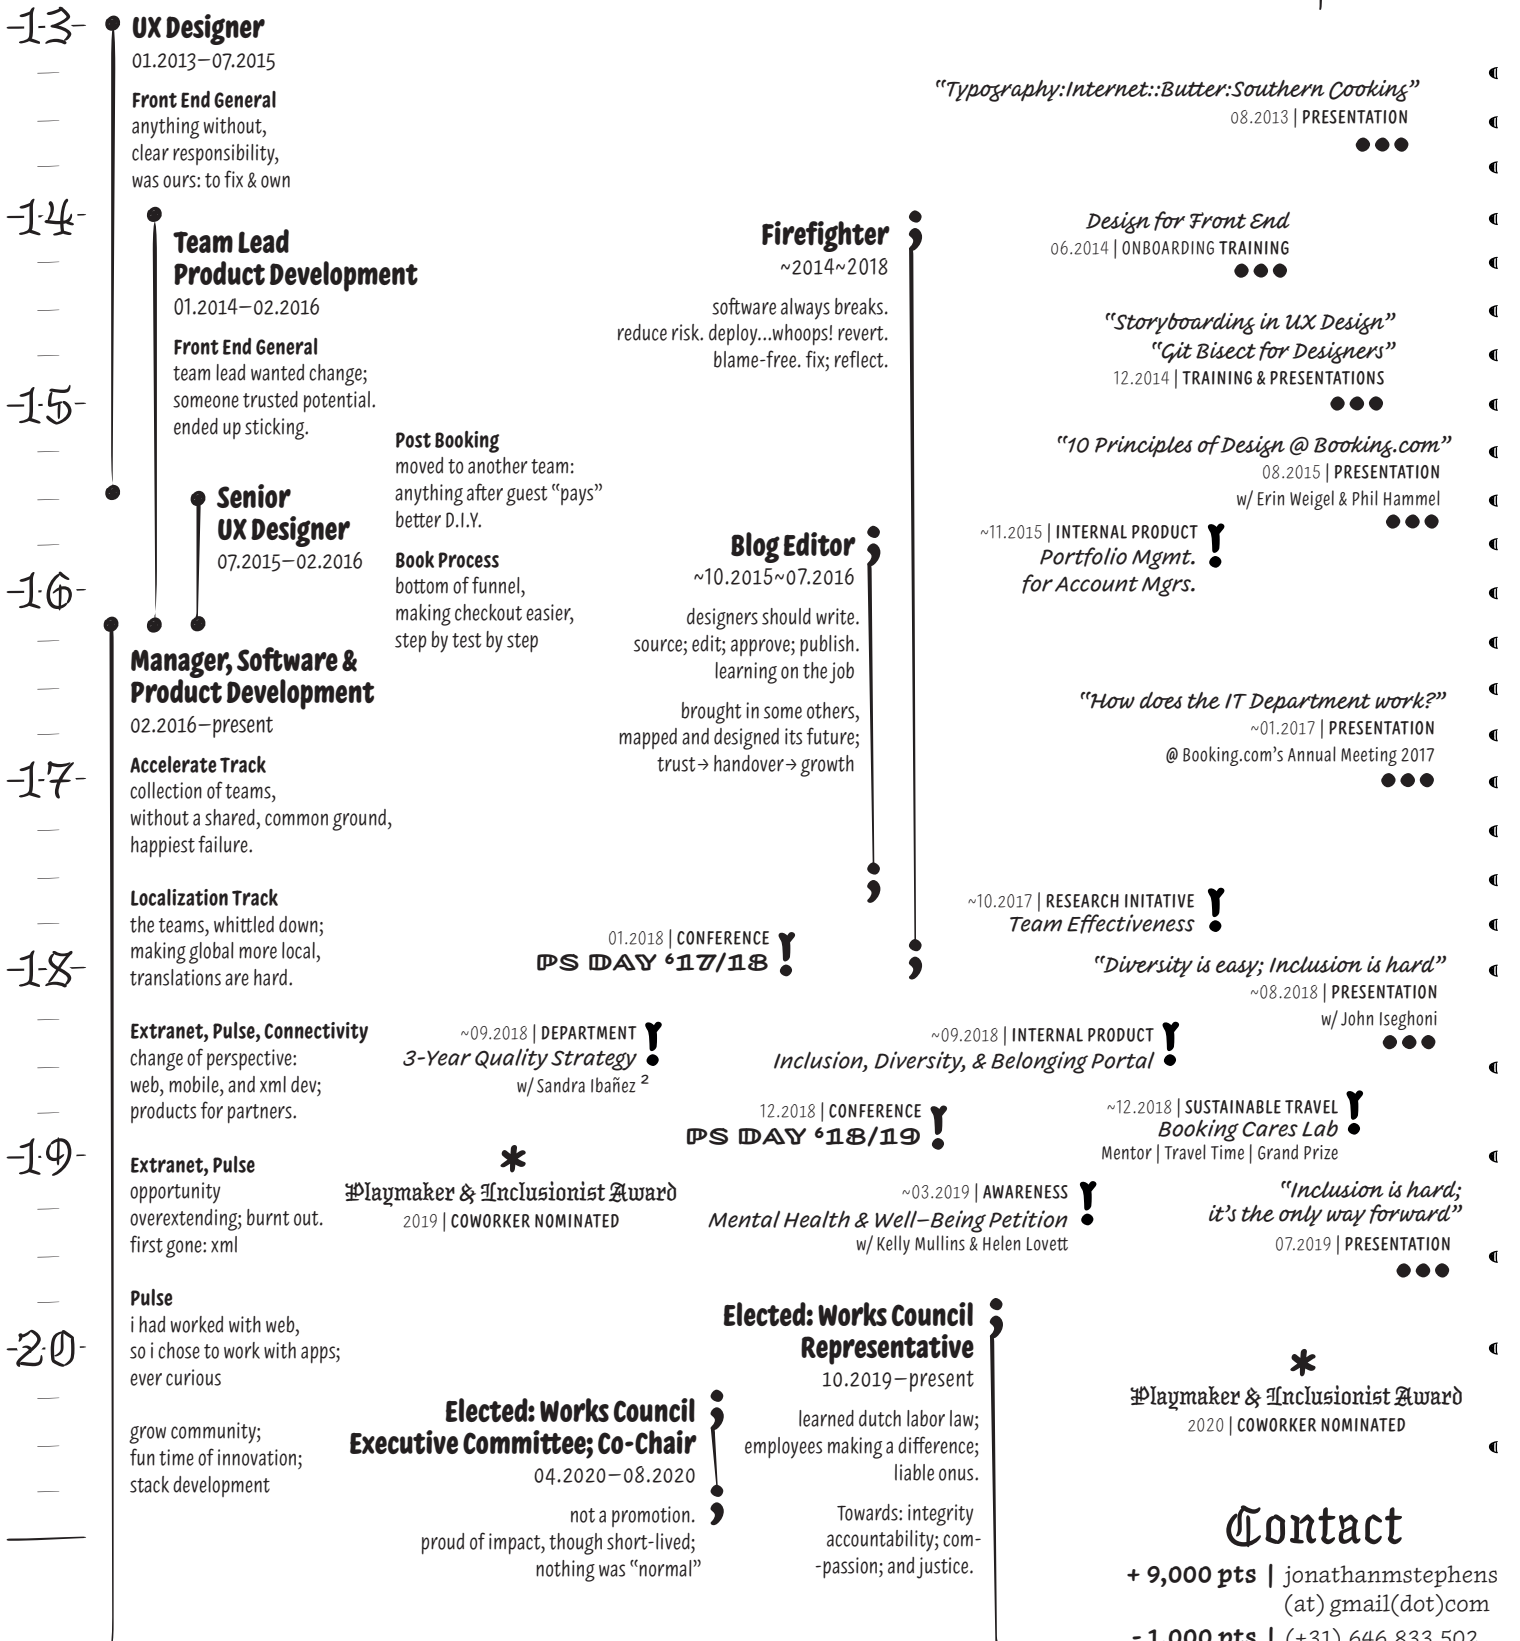 -13-
UX Designer
01.2013–07.2015
Front End General
anything without,
clear responsibility,
was ours: to fix & own
“Typography:Internet::Butter:Southern Cooking”
08.2013 | PRESENTATION
-14-
Team Lead
Product Development
01.2014–02.2016
Front End General
team lead wanted change;
someone trusted potential.
ended up sticking.
Firefighter
~2014~2018
software always breaks.
reduce risk. deploy...whoops! revert.
blame-free. fix; reflect.
Design for Front End
06.2014 | ONBOARDING TRAINING
“Storyboarding in UX Design”
“Git Bisect for Designers”
12.2014 | TRAINING & PRESENTATIONS
-15-
Post Booking
moved to another team:
anything after guest “pays”
better D.I.Y.
Book Process
bottom of funnel,
making checkout easier,
step by test by step
“10 Principles of Design @ Booking.com”
08.2015 | PRESENTATION
w/ Erin Weigel & Phil Hammel
Senior
UX Designer
07.2015–02.2016
Blog Editor
~10.2015~07.2016
designers should write.
source; edit; approve; publish.
learning on the job
brought in some others,
mapped and designed its future;
trust→ handover→ growth
~11.2015 | INTERNAL PRODUCT
Portfolio Mgmt.
for Account Mgrs.
-16-
Manager, Software &
Product Development
02.2016–present
Accelerate Track
collection of teams,
without a shared, common ground,
happiest failure.
“How does the IT Department work?”
~01.2017 | PRESENTATION
@ Booking.com’s Annual Meeting 2017
-17-
Localization Track
the teams, whittled down;
making global more local,
translations are hard.
01.2018 | CONFERENCE
PS DAY ‘17/18
~10.2017 | RESEARCH INITATIVE
Team Effectiveness
-18-
“Diversity is easy; Inclusion is hard”
~08.2018 | PRESENTATION
w/ John Iseghoni
Extranet, Pulse, Connectivity
change of perspective:
web, mobile, and xml dev;
products for partners.
~09.2018 | DEPARTMENT
3-Year Quality Strategy
w/ Sandra Ibañez ²
~09.2018 | INTERNAL PRODUCT
Inclusion, Diversity, & Belonging Portal
12.2018 | CONFERENCE
PS DAY ‘18/19
~12.2018 | SUSTAINABLE TRAVEL
Booking Cares Lab
Mentor | Travel Time | Grand Prize
-19-
Extranet, Pulse
opportunity
overextending; burnt out.
first gone: xml
*
Playmaker & Inclusionist Award
2019 | COWORKER NOMINATED
~03.2019 | AWARENESS
Mental Health & Well–Being Petition
w/ Kelly Mullins & Helen Lovett
“Inclusion is hard;
it’s the only way forward”
07.2019 | PRESENTATION
Pulse
i had worked with web,
so i chose to work with apps;
ever curious
grow community;
fun time of innovation;
stack development
-20-
Elected: Works Council
Representative
10.2019–present
learned dutch labor law;
employees making a difference;
liable onus.
Towards: integrity
accountability; com-
-passion; and justice.
Elected: Works Council
Executive Committee; Co-Chair
04.2020–08.2020
not a promotion.
proud of impact, though short-lived;
nothing was “normal”
*
Playmaker & Inclusionist Award
2020 | COWORKER NOMINATED
Contact
+ 9,000 pts | jonathanmstephens
(at) gmail(dot)com
- 1,000 pts | (+31) 646 833 502